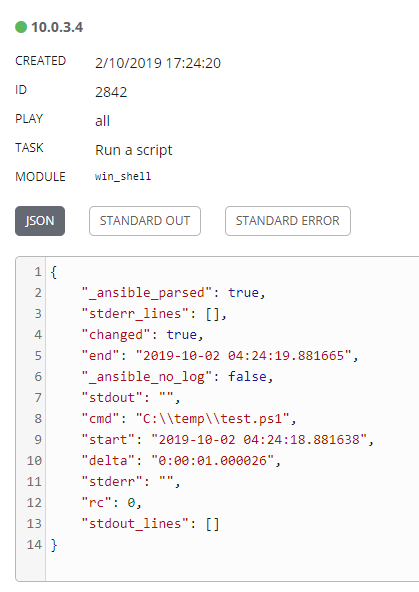 10.0.3.4
CREATED 2/10/2019 17:24:20
ID 2842
PLAY all
TASK Run a script
MODULE win_shell
JSON STANDARD OUT STANDARD ERROR
1 {
2 "_ansible_parsed": true,
3 "stderr_lines": [],
4 "changed": true,
5 "end": "2019-10-02 04:24:19.881665",
6 "_ansible_no_log": false,
7 "stdout": "",
8 "cmd": "C:\\temp\\test.ps1",
9 "start": "2019-10-02 04:24:18.881638",
10 "delta": "0:00:01.000026",
11 "stderr": "",
12 "rc": 0,
13 "stdout_lines": []
14 }